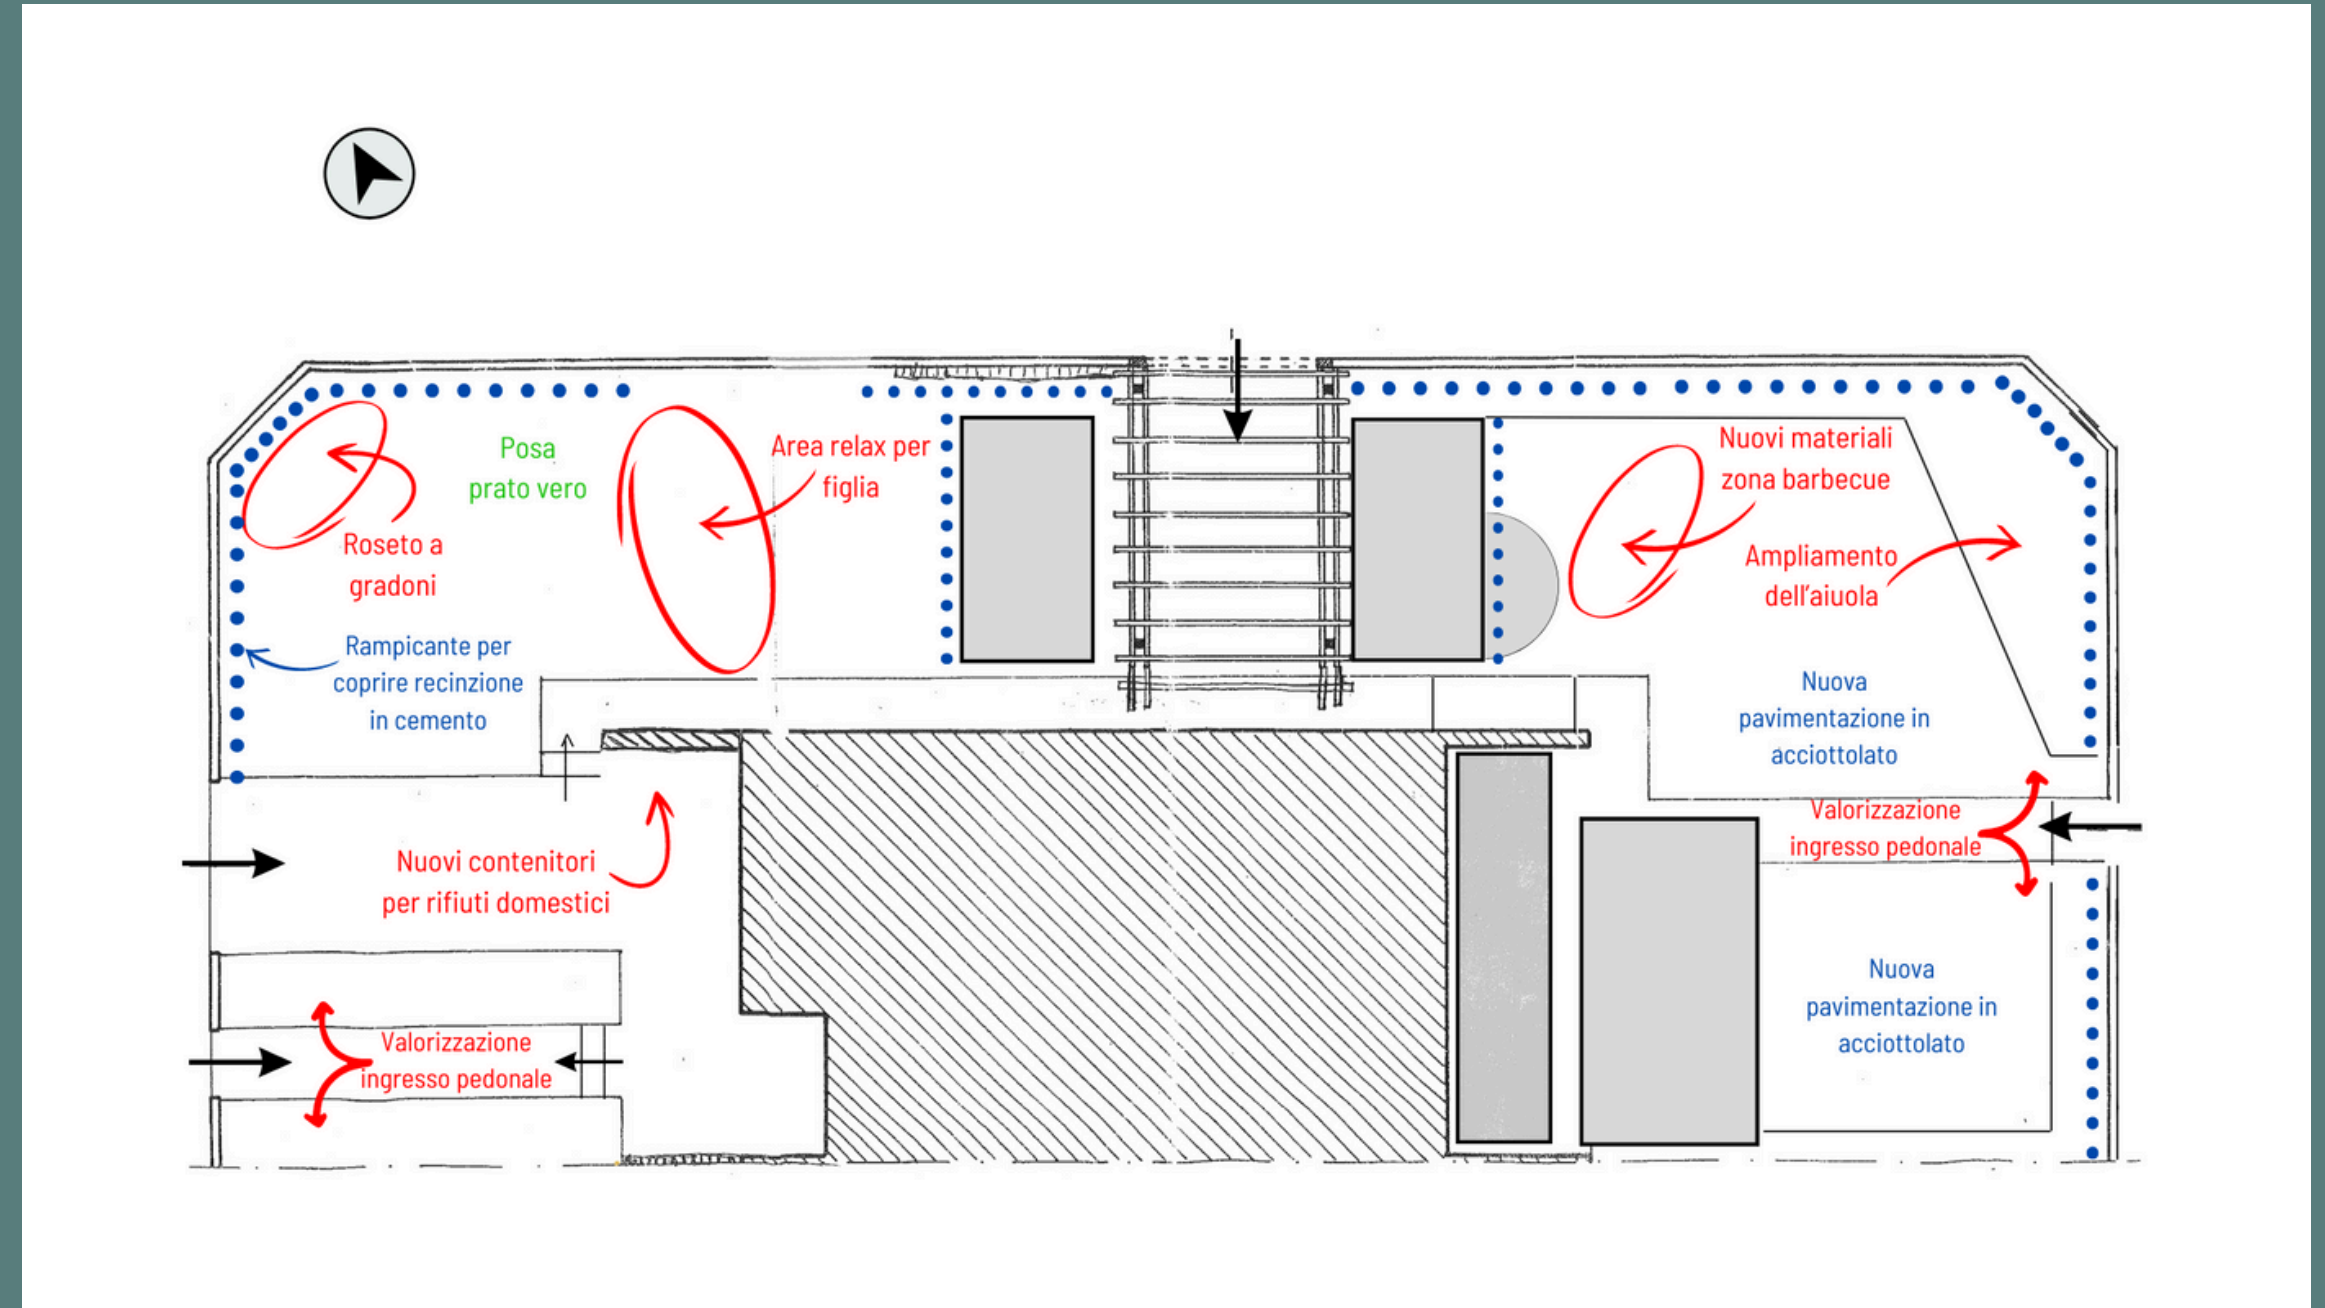 Posa
prato vero
Area relax per
figlia
Nuovi materiali
zona barbecue
Roseto a
gradoni
Ampliamento
dell'aiuola
Rampicante per
coprire recinzione
in cemento
Nuova
pavimentazione in
acciottolato
Valorizzazione
ingresso pedonale
Nuovi contenitori
per rifiuti domestici
Nuova
pavimentazione in
acciottolato
Valorizzazione
ingresso pedonale